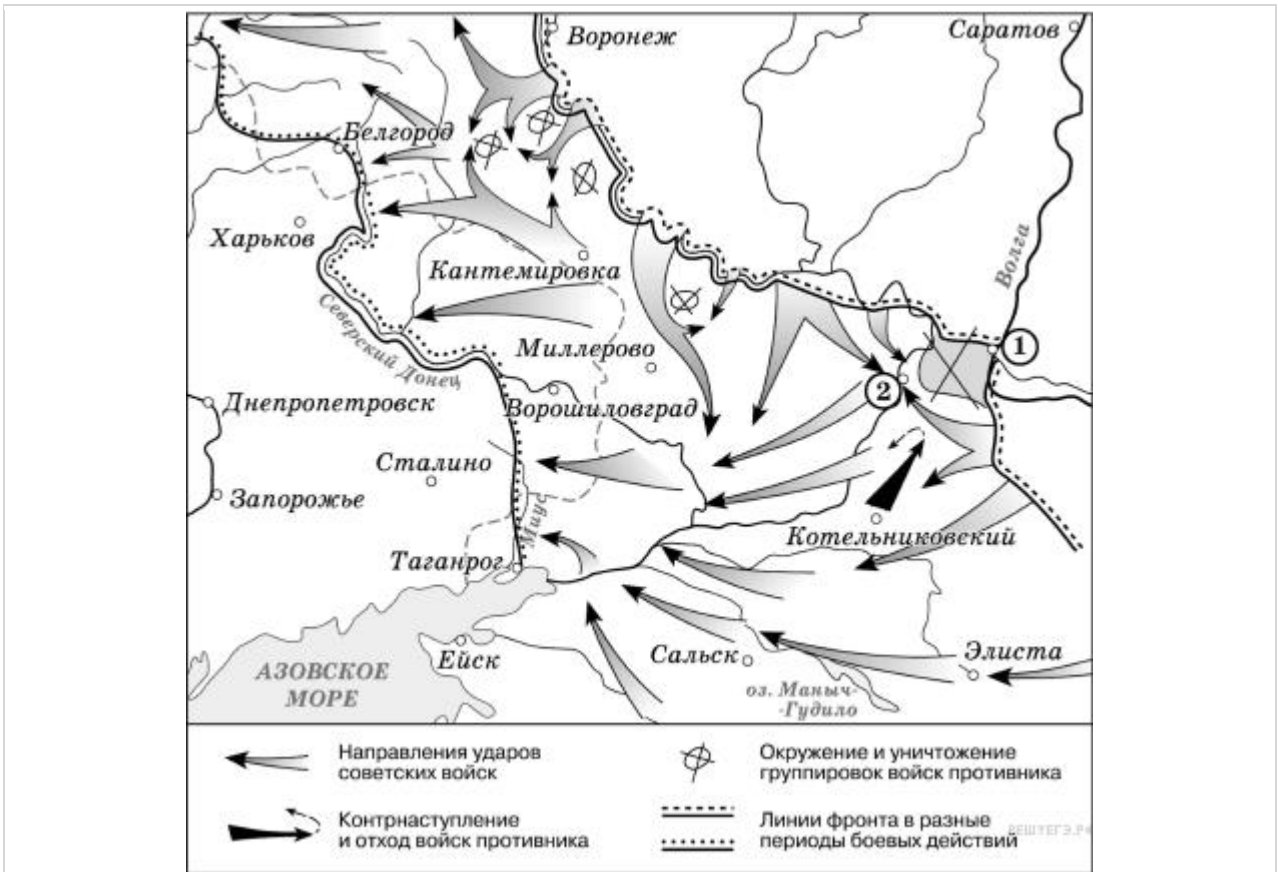 Воронеж
Саратов
Белгород
Харьков
Волга
Кантемировка
Северский Донец
Миллерово
1
2
Днепропетровск
Ворошиловград
Сталино
Запорожье
Миус
Котельниковский
Таганрог
Ейск
Сальск
Элиста
АЗОВСКОЕ
МОРЕ
оз. Маныч-
-Гудило
Направления ударов
советских войск
Окружение и уничтожение
группировок войск противника
Контрнаступление
и отход войск противника
Линии фронта в разные
периоды боевых действий
РЕШУЕГЭ.РФ